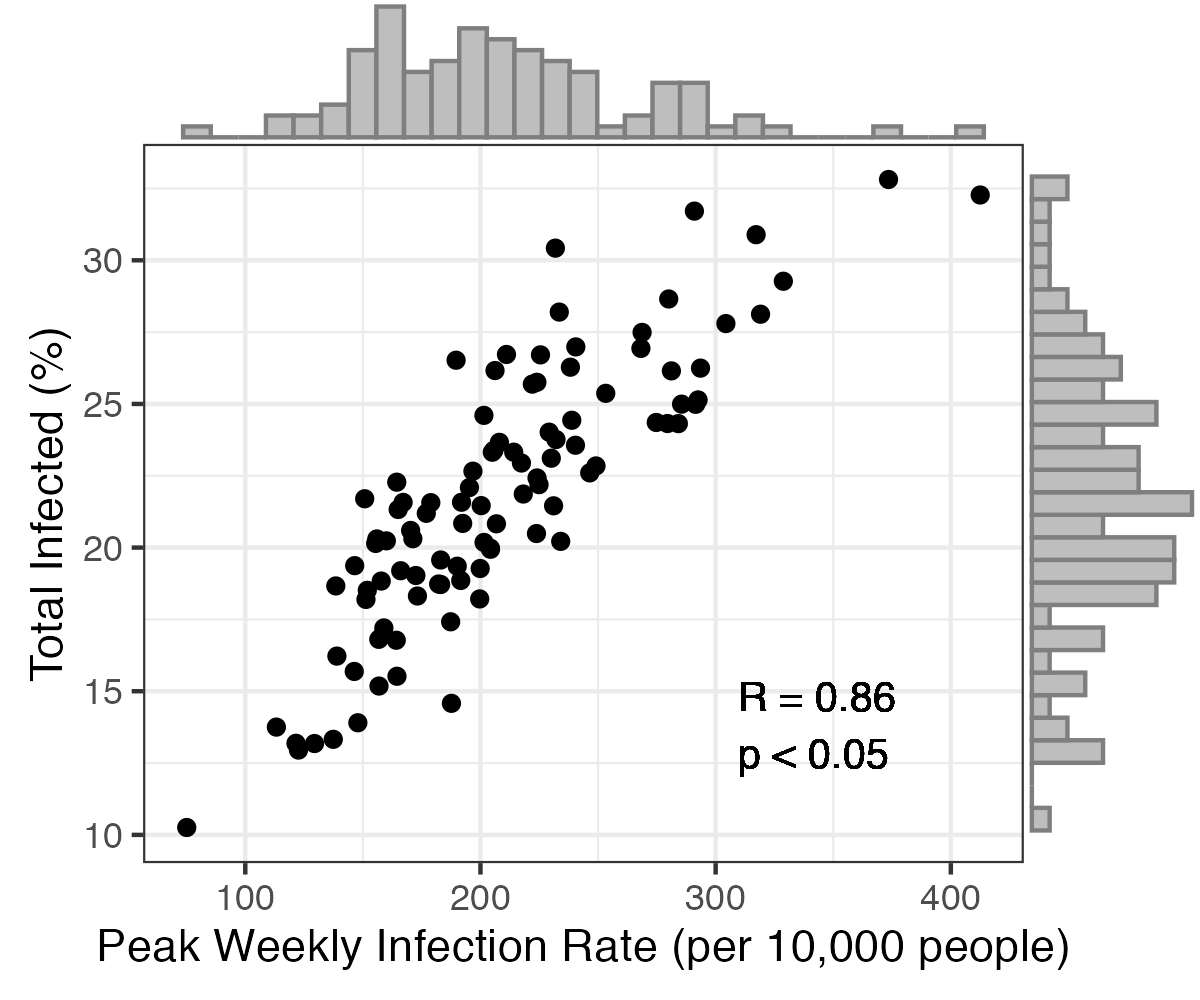 Total Infected (%)
30
25
20
15
10
R = 0.86
p < 0.05
100 200 300 400
Peak Weekly Infection Rate (per 10,000 people)